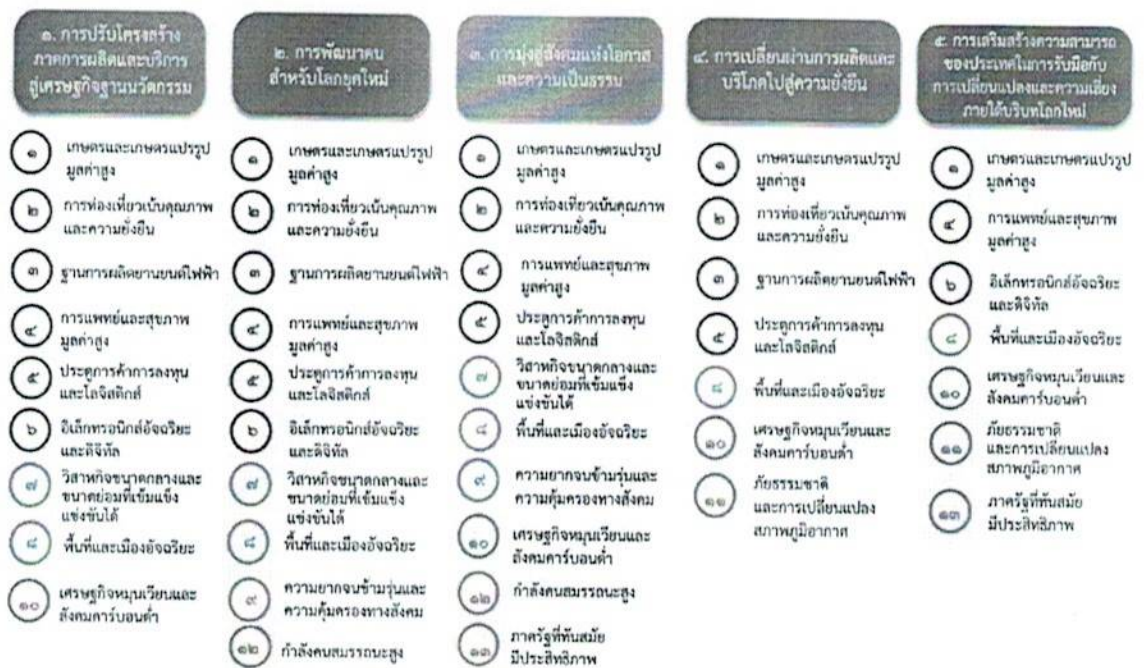 ๑. การปรับโครงสร้าง
ภาคการผลิตและบริการ
สู่เศรษฐกิจฐานนวัตกรรม
๑
เกษตรและเกษตรแปรรูป
มูลค่าสูง
๒
การท่องเที่ยวเน้นคุณภาพ
และความยั่งยืน
๓
ฐานการผลิตยานยนต์ไฟฟ้า
๔
การแพทย์และสุขภาพ
มูลค่าสูง
๕
ประตูการค้าการลงทุน
และโลจิสติกส์
๖
อิเล็กทรอนิกส์อัจฉริยะ
และดิจิทัล
๗
วิสาหกิจขนาดกลางและ
ขนาดย่อมที่เข้มแข็ง
แข่งขันได้
๘
พื้นที่และเมืองอัจฉริยะ
๑๐
เศรษฐกิจหมุนเวียนและ
สังคมคาร์บอนต่ำ
๒. การพัฒนาคน
สำหรับโลกยุคใหม่
๑
เกษตรและเกษตรแปรรูป
มูลค่าสูง
๒
การท่องเที่ยวเน้นคุณภาพ
และความยั่งยืน
๓
ฐานการผลิตยานยนต์ไฟฟ้า
๔
การแพทย์และสุขภาพ
มูลค่าสูง
๕
ประตูการค้าการลงทุน
และโลจิสติกส์
๖
อิเล็กทรอนิกส์อัจฉริยะ
และดิจิทัล
๗
วิสาหกิจขนาดกลางและ
ขนาดย่อมที่เข้มแข็ง
แข่งขันได้
๘
พื้นที่และเมืองอัจฉริยะ
๙
ความยากจนข้ามรุ่นและ
ความคุ้มครองทางสังคม
๑๒
กำลังคนสมรรถนะสูง
๓. การมุ่งสู่สังคมแห่งโอกาส
และความเป็นธรรม
๑
เกษตรและเกษตรแปรรูป
มูลค่าสูง
๒
การท่องเที่ยวเน้นคุณภาพ
และความยั่งยืน
๔
การแพทย์และสุขภาพ
มูลค่าสูง
๕
ประตูการค้าการลงทุน
และโลจิสติกส์
๗
วิสาหกิจขนาดกลางและ
ขนาดย่อมที่เข้มแข็ง
แข่งขันได้
๘
พื้นที่และเมืองอัจฉริยะ
๙
ความยากจนข้ามรุ่นและ
ความคุ้มครองทางสังคม
๑๐
เศรษฐกิจหมุนเวียนและ
สังคมคาร์บอนต่ำ
๑๒
กำลังคนสมรรถนะสูง
๑๓
ภาครัฐที่ทันสมัย
มีประสิทธิภาพ
๔. การเปลี่ยนผ่านการผลิตและ
บริโภคไปสู่ความยั่งยืน
๑
เกษตรและเกษตรแปรรูป
มูลค่าสูง
๒
การท่องเที่ยวเน้นคุณภาพ
และความยั่งยืน
๓
ฐานการผลิตยานยนต์ไฟฟ้า
๕
ประตูการค้าการลงทุน
และโลจิสติกส์
๘
พื้นที่และเมืองอัจฉริยะ
๑๐
เศรษฐกิจหมุนเวียนและ
สังคมคาร์บอนต่ำ
๑๑
ภัยธรรมชาติ
และการเปลี่ยนแปลง
สภาพภูมิอากาศ
๕. การเสริมสร้างความสามารถ
ของประเทศในการรับมือกับ
การเปลี่ยนแปลงและความเสี่ยง
ภายใต้บริบทโลกใหม่
๑
เกษตรและเกษตรแปรรูป
มูลค่าสูง
๔
การแพทย์และสุขภาพ
มูลค่าสูง
๖
อิเล็กทรอนิกส์อัจฉริยะ
และดิจิทัล
๘
พื้นที่และเมืองอัจฉริยะ
๑๐
เศรษฐกิจหมุนเวียนและ
สังคมคาร์บอนต่ำ
๑๑
ภัยธรรมชาติ
และการเปลี่ยนแปลง
สภาพภูมิอากาศ
๑๓
ภาครัฐที่ทันสมัย
มีประสิทธิภาพ